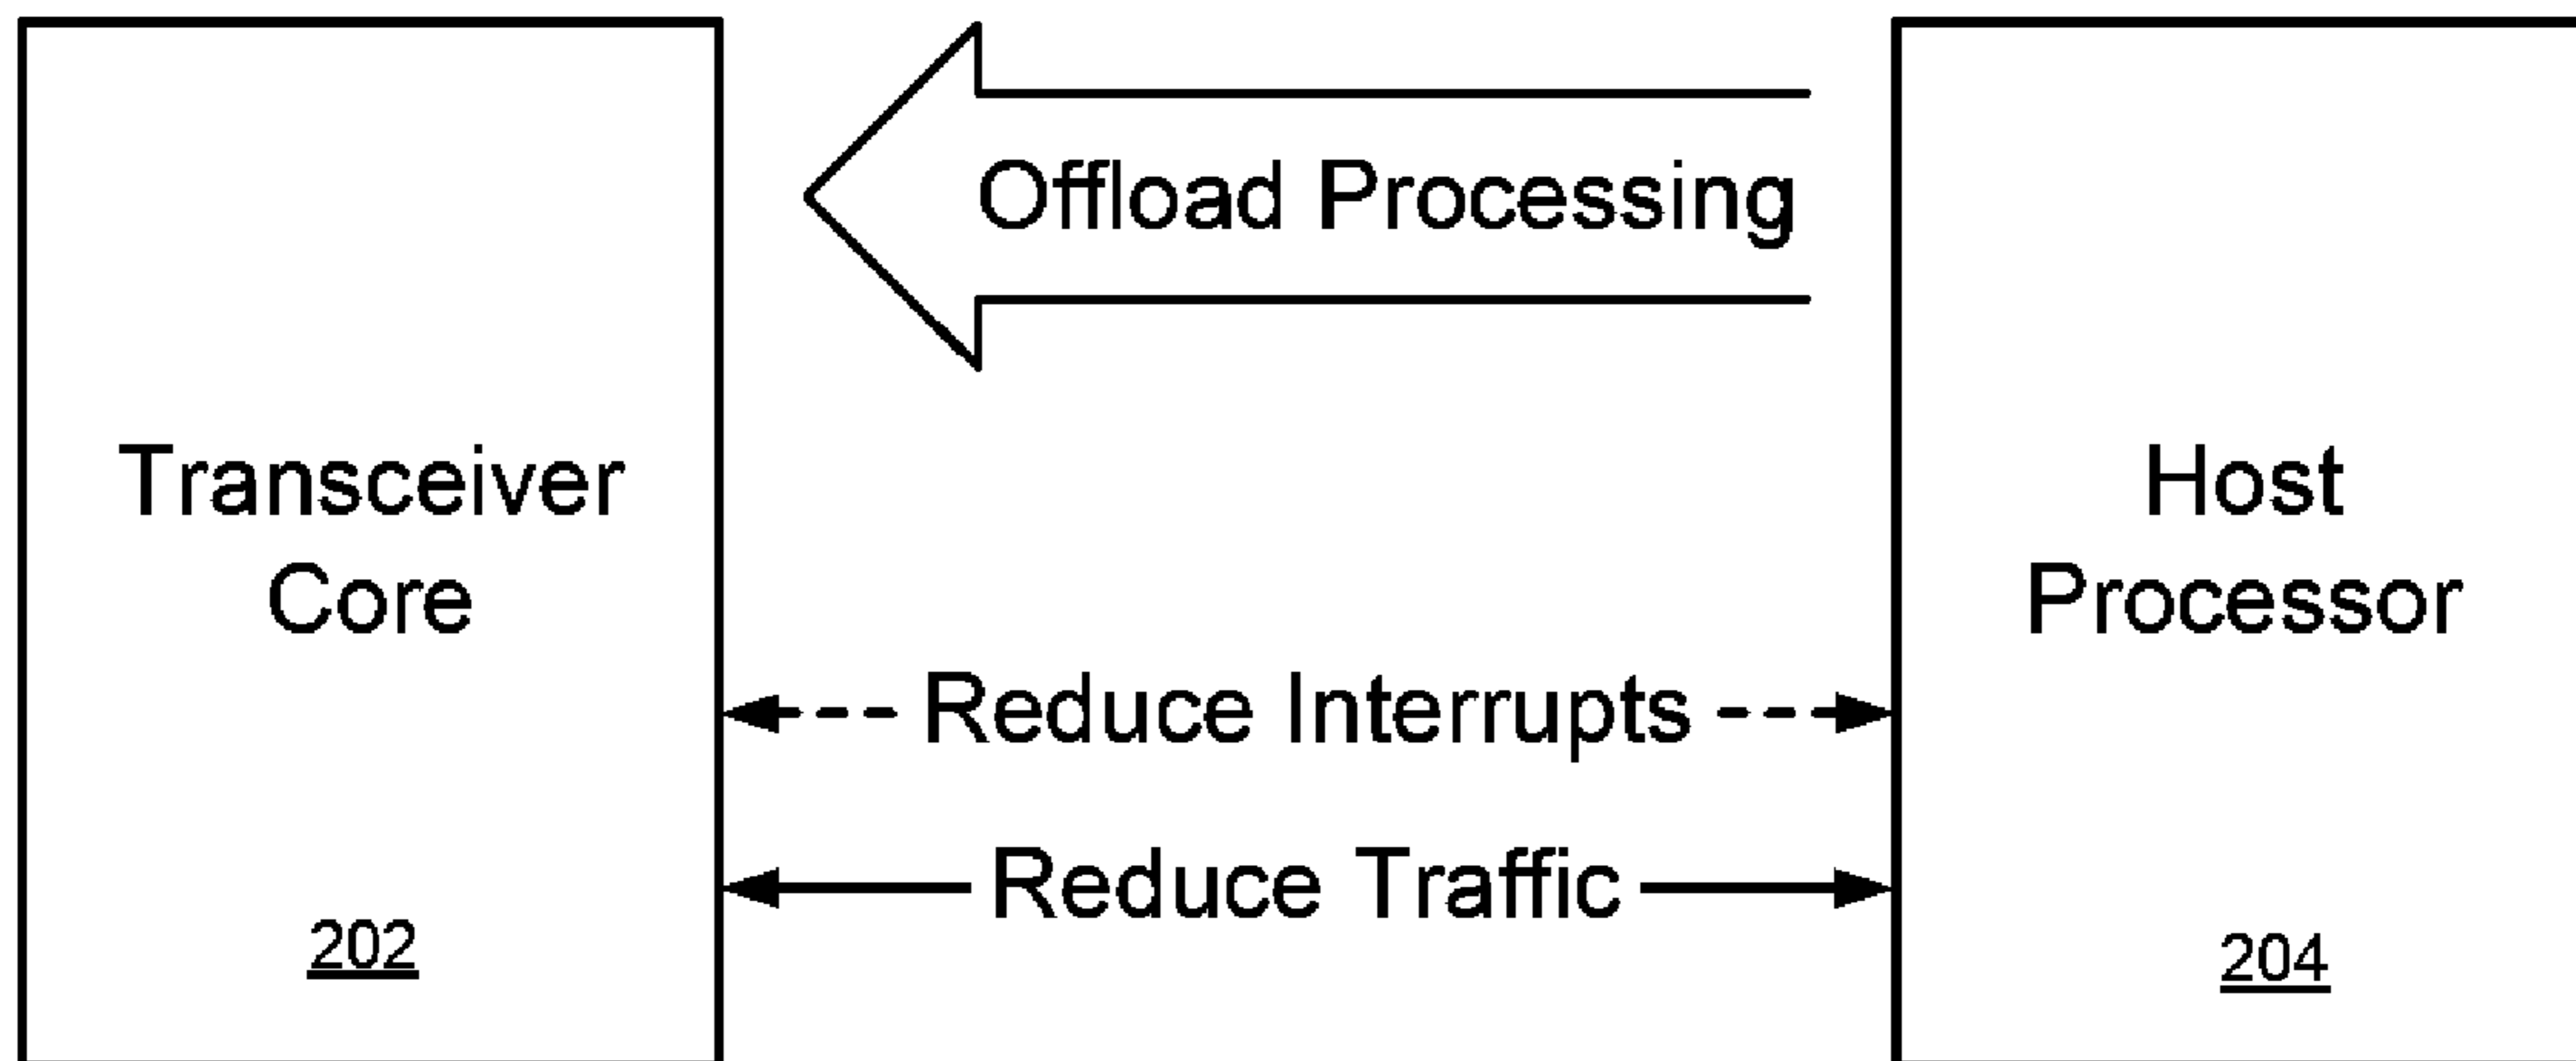 Offload Processing
Transceiver
Core
Host
Processor
Reduce Interrupts
Reduce Traffic
202
204